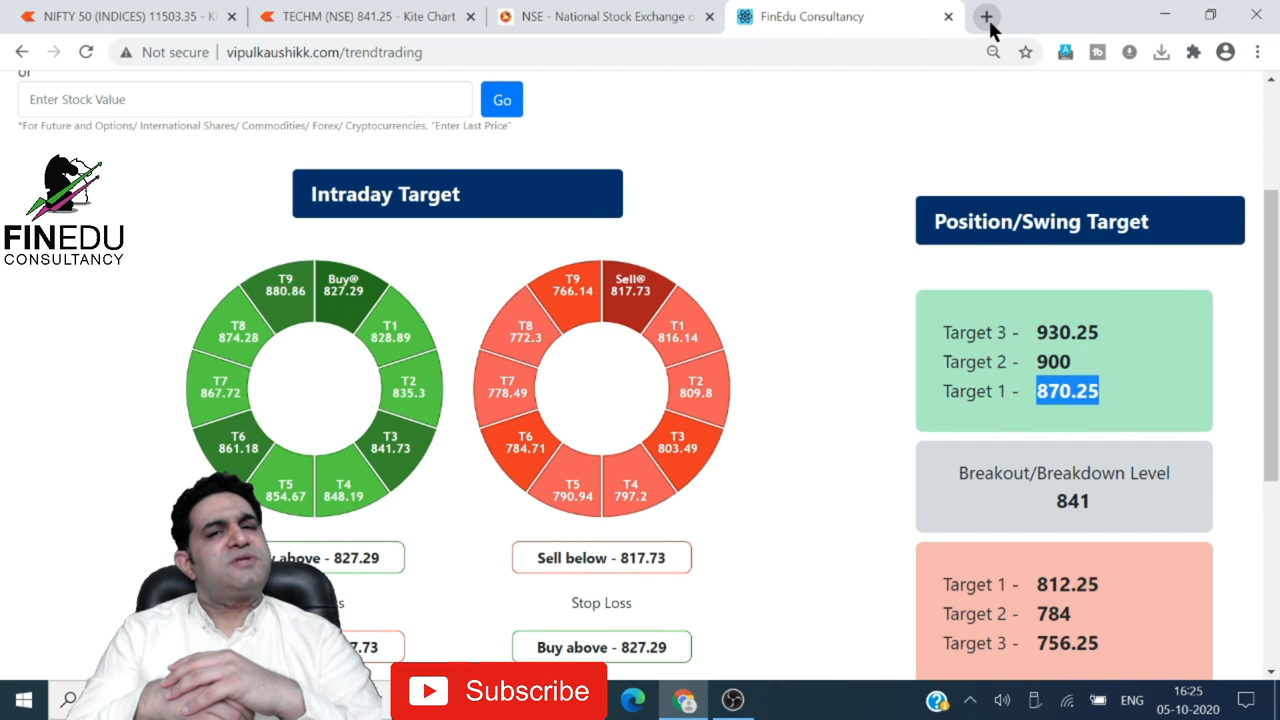 NIFTY 50 (INDICES) 11503.35 - K
TECHM (NSE) 841.25 - Kite Chart
NSE - National Stock Exchange o
FinEdu Consultancy
Not secure
vipulkaushikk.com/trendtrading
or
Enter Stock Value
Go
*For Future and Options/ International Shares/ Commodities/ Forex/ Cryptocurrencies, "Enter Last Price"
FINEDU
CONSULTANCY
Intraday Target
Buy@
827.29
T1
828.89
T2
835.3
T3
841.73
T4
848.19
T5
854.67
T6
861.18
T7
867.72
T8
874.28
T9
880.86
Sell@
817.73
T1
816.14
T2
809.8
T3
803.49
T4
797.2
T5
790.94
T6
784.71
T7
778.49
T8
772.3
T9
766.14
above - 827.29
Sell below - 817.73
Stop Loss
7.73
Buy above - 827.29
Position/Swing Target
Target 3 - 930.25
Target 2 - 900
Target 1 - 870.25
Breakout/Breakdown Level
841
Target 1 - 812.25
Target 2 - 784
Target 3 - 756.25
Subscribe
ENG
16:25
05-10-2020